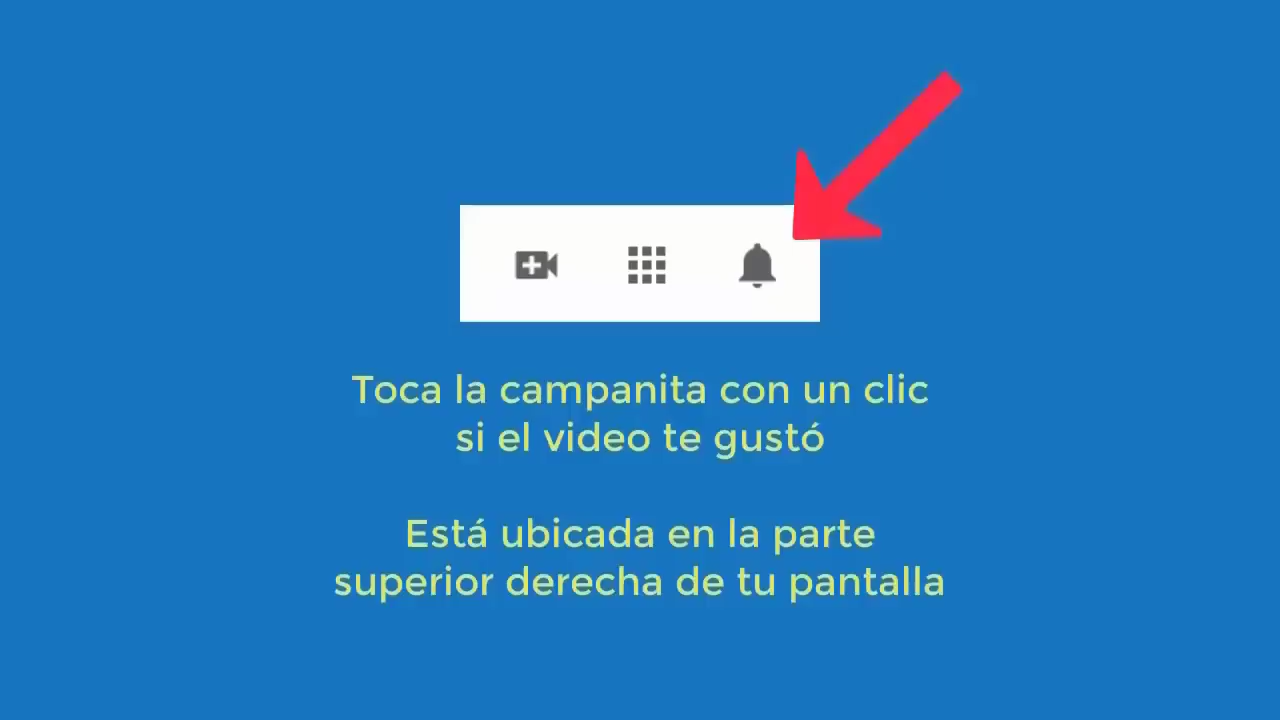 Toca la campanita con un clic
si el video te gustó
Está ubicada en la parte
superior derecha de tu pantalla